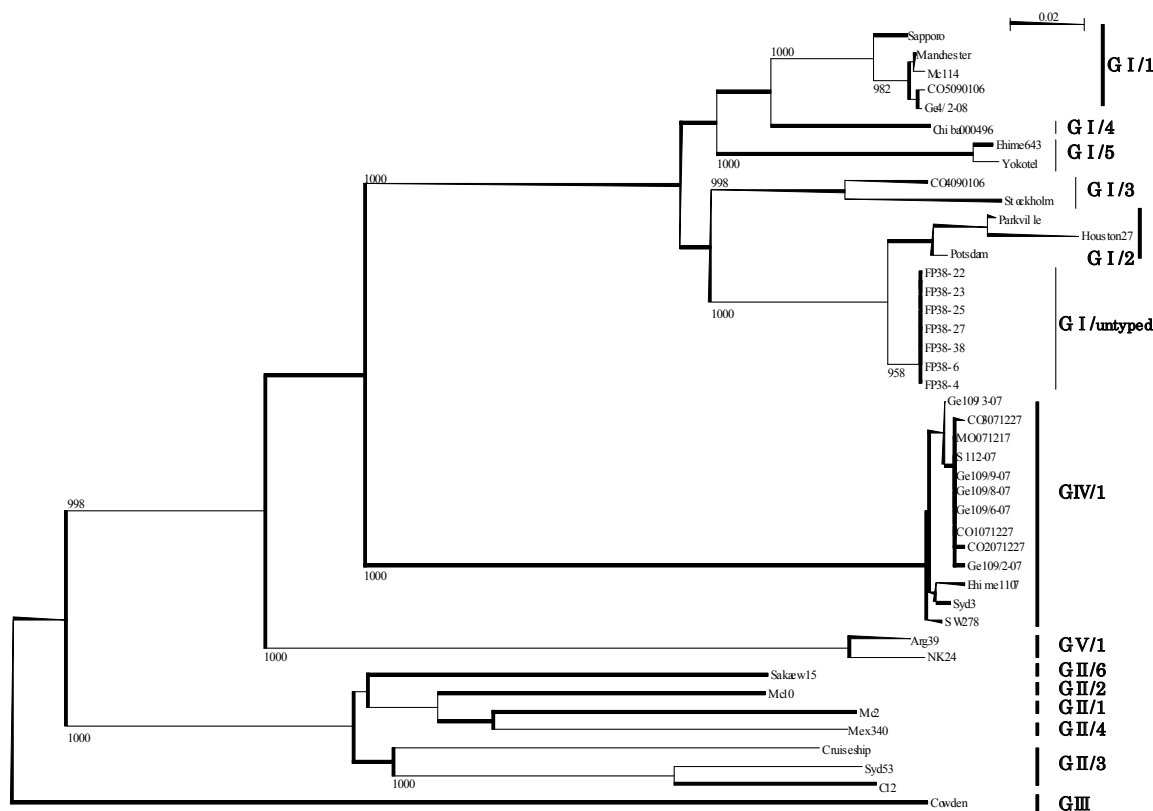 0.02
Sapporo
1000
Manchester
GⅠ/1
Mc114
982
CO5090106
Ge4/2-08
Chiba000496
GⅠ/4
Ehime643
GⅠ/5
1000
Yokote1
1000
998
CO4090106
GⅠ/3
Stockholm
Parkville
Houston27
Potsdam
GⅠ/2
FP38-22
FP38-23
1000
FP38-25
FP38-27
GⅠ/untyped
FP38-38
958
FP38-6
FP38-4
Ge109/3-07
CO3071227
MO071217
S112-07
Ge109/9-07
Ge109/8-07
GIV/1
998
Ge109/6-07
CO1071227
CO2071227
Ge109/2-07
1000
Ehime1107
Syd3
SW278
Arg39
GV/1
1000
NK24
Sakaew15
GⅡ/6
Mc10
GⅡ/2
Mc2
GⅡ/1
Mex340
GⅡ/4
1000
Cruiseship
Syd53
GⅡ/3
1000
C12
Cowden
GⅢ